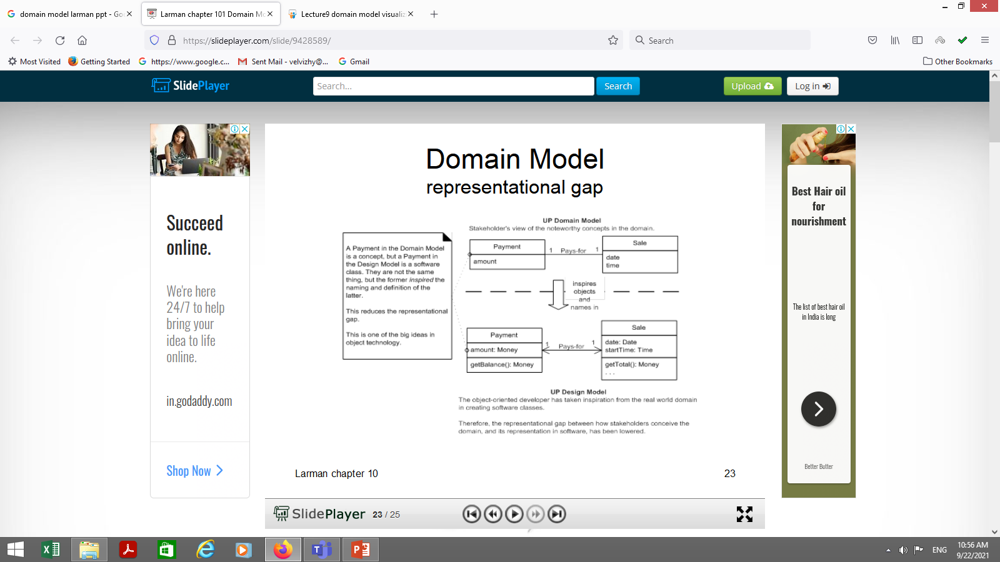 domain model larman ppt - Go
Larman chapter 101 Domain Mo
Lecture9 domain model visualiz
https://slideplayer.com/slide/9428589/
Search
Most Visited
Getting Started
https://www.google.c...
Sent Mail - velvizhy@...
Gmail
Other Bookmarks
SlidePlayer
Search...
Search
Upload
Log in
Succeed
online.
We're here
24/7 to help
bring your
idea to life
online.
in.godaddy.com
Shop Now
Domain Model
representational gap
UP Domain Model
Stakeholder's view of the noteworthy concepts in the domain.
A Payment in the Domain Model
is a concept, but a Payment in
the Design Model is a software
class. They are not the same
thing, but the former inspired the
naming and definition of the
latter.
This reduces the representational
gap.
This is one of the big ideas in
object technology.
Payment
amount
1 Pays-for 1
Sale
date
time
inspires
objects
and
names in
Payment
amount: Money
getBalance(): Money
1 Pays-for 1
Sale
date: Date
startTime: Time
getTotal(): Money
. . .
UP Design Model
The object-oriented developer has taken inspiration from the real world domain
in creating software classes.
Therefore, the representational gap between how stakeholders conceive the
domain, and its representation in software, has been lowered.
Larman chapter 10
23
SlidePlayer 23 / 25
Best Hair oil
for
nourishment
The list of best hair oil
in India is long
Better Butter
ENG
10:56 AM
9/22/2021